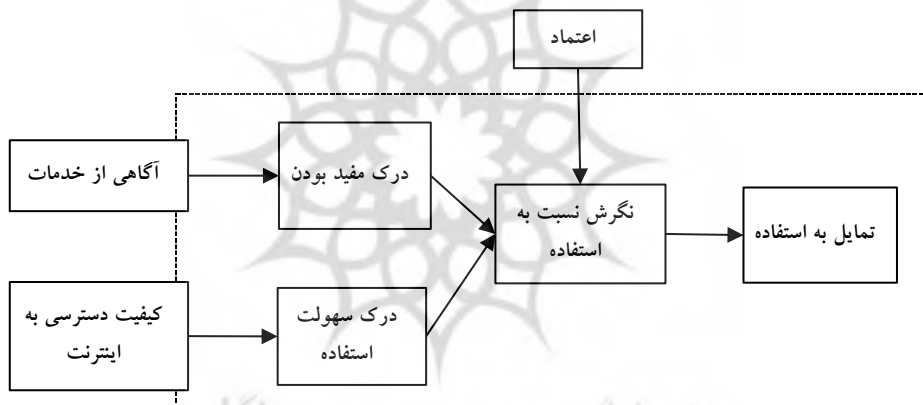 اعتماد
آگاهی از خدمات
درک مفید بودن
نگرش نسبت به
استفاده
تمایل به استفاده
کیفیت دسترسی به
اینترنت
درک سهولت
استفاده